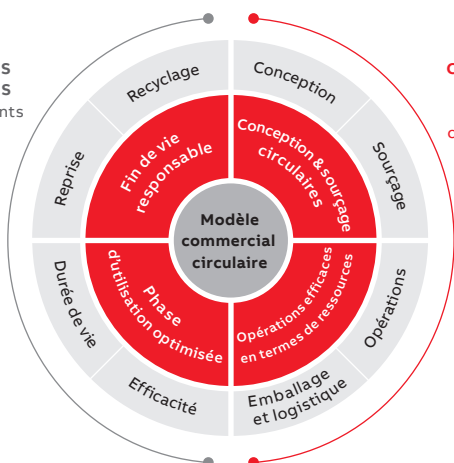 S
S
nts
C
c
Recyclage
Conception
Reprise
Sourçage
Fin de vie
responsable
Conception & sourçage
circulaires
Modèle
commercial
circulaire
Durée de vie
Opérations
Phase
d'utilisation optimisée
Opérations efficaces
en termes de ressources
Efficacité
Emballage
et logistique